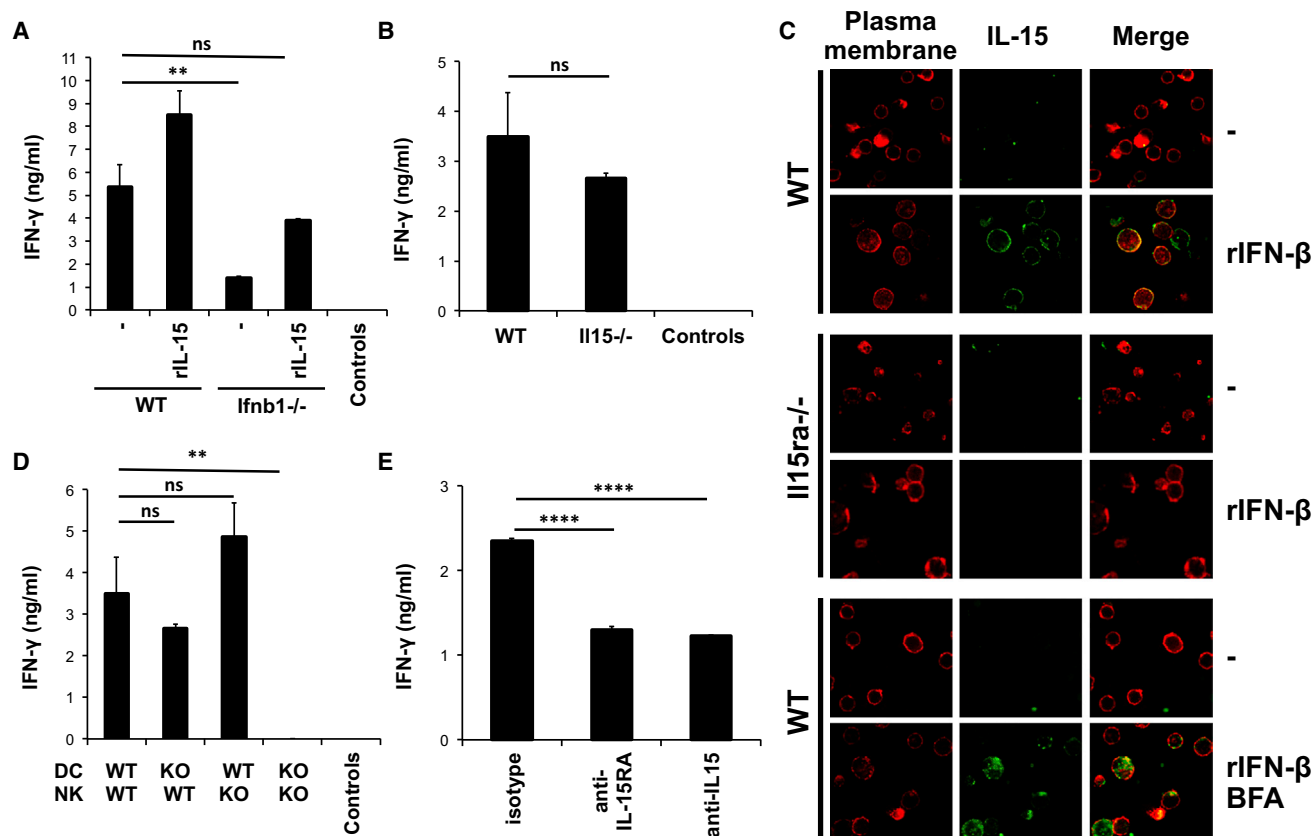 A
ns
**
11
10
9
8
7
6
5
4
3
2
1
0
IFN-γ (ng/ml)
-
rIL-15
-
rIL-15
Controls
WT
Ifnb1-/-
B
ns
5
4
3
2
1
0
IFN-γ (ng/ml)
WT
Il15-/-
Controls
C
Plasma membrane
IL-15
Merge
WT
-
rIFN-β
Il15ra-/-
-
rIFN-β
WT
-
rIFN-β
BFA
D
**
ns
ns
6
5
4
3
2
1
0
IFN-γ (ng/ml)
DC WT KO WT KO
NK WT WT KO KO
Controls
E
****
****
3
2
1
0
IFN-γ (ng/ml)
isotype
anti-
IL-15RA
anti-IL15